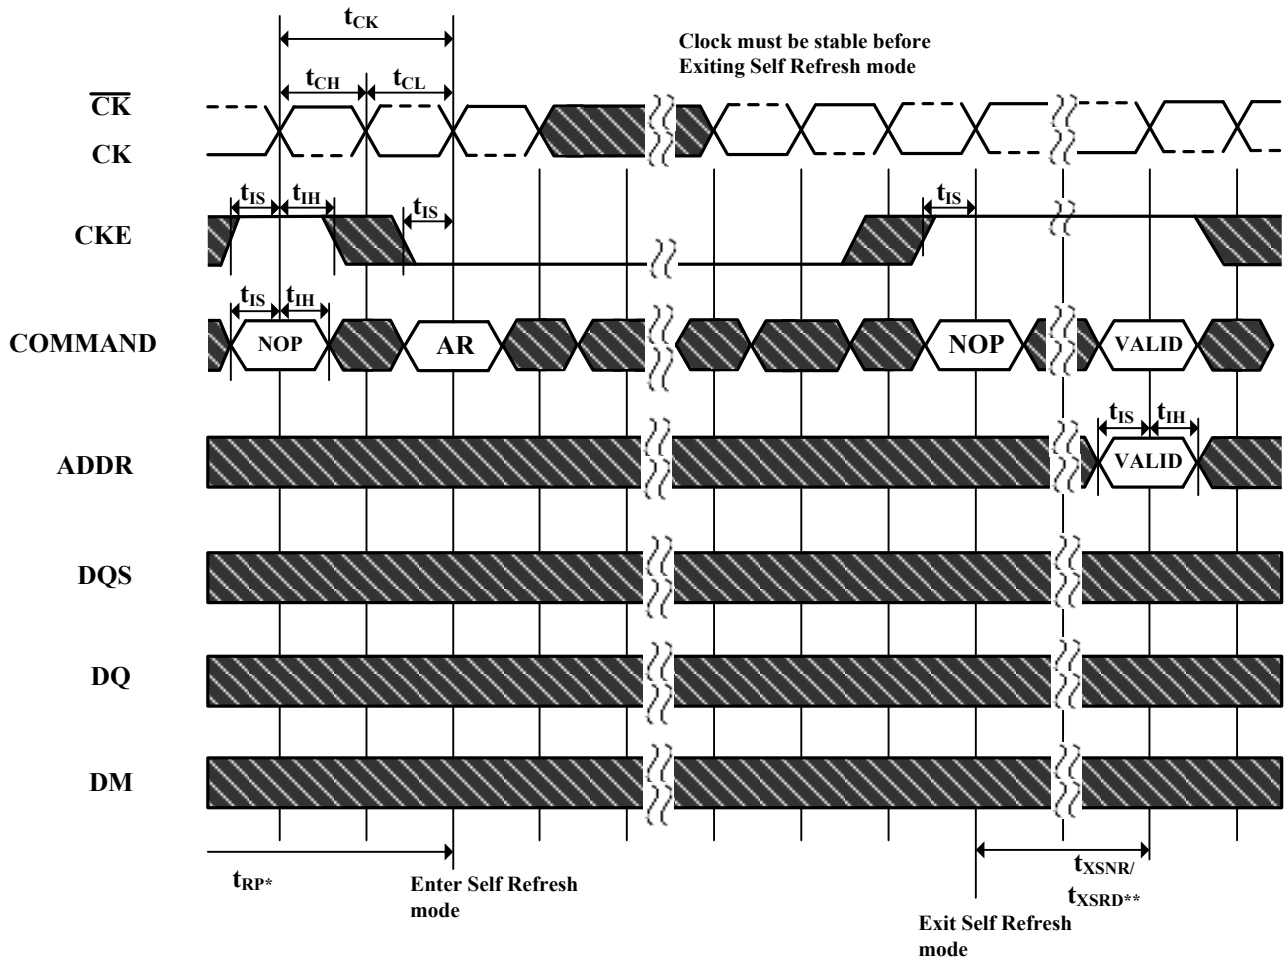 tCK
Clock must be stable before
Exiting Self Refresh mode
tCH
tCL
CK
CK
tIS
tIH
tIS
tIS
CKE
tIS
tIH
COMMAND
NOP
AR
NOP
VALID
tIS
tIH
ADDR
VALID
DQS
DQ
DM
tRP*
Enter Self Refresh
mode
tXSNR/
tXSRD**
Exit Self Refresh
mode